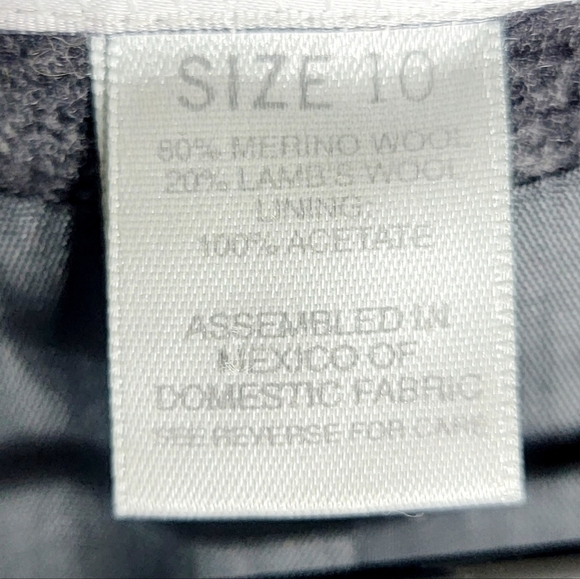 SIZE 10
80% MERINO WOOL
20% LAMB'S WOOL
LINING:
100% ACETATE
ASSEMBLED IN
MEXICO OF
DOMESTIC FABRIC
SEE REVERSE FOR CARE